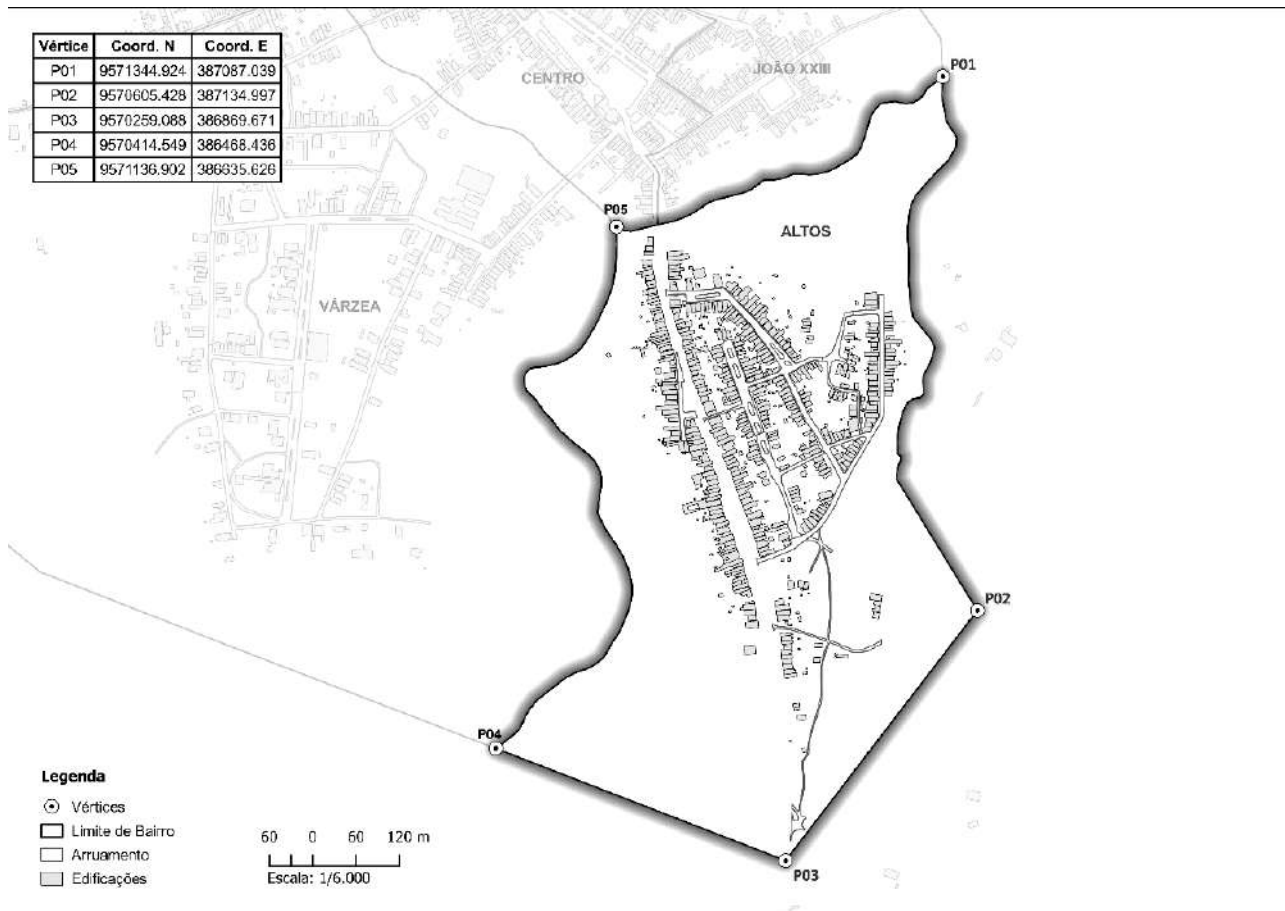 Vértice Coord. N Coord. E
P01 9571344.924 387087.039
P02 9570605.428 387134.997
P03 9570259.088 386869.671
P04 9570414.549 386468.436
P05 9571136.902 386635.626
CENTRO
JOÃO XXIII
P01
P05
ALTOS
VÁRZEA
P02
P04
P03
Legenda
Vértices
Limite de Bairro
Arruamento
Edificações
60 0 60 120 m
Escala: 1/6.000